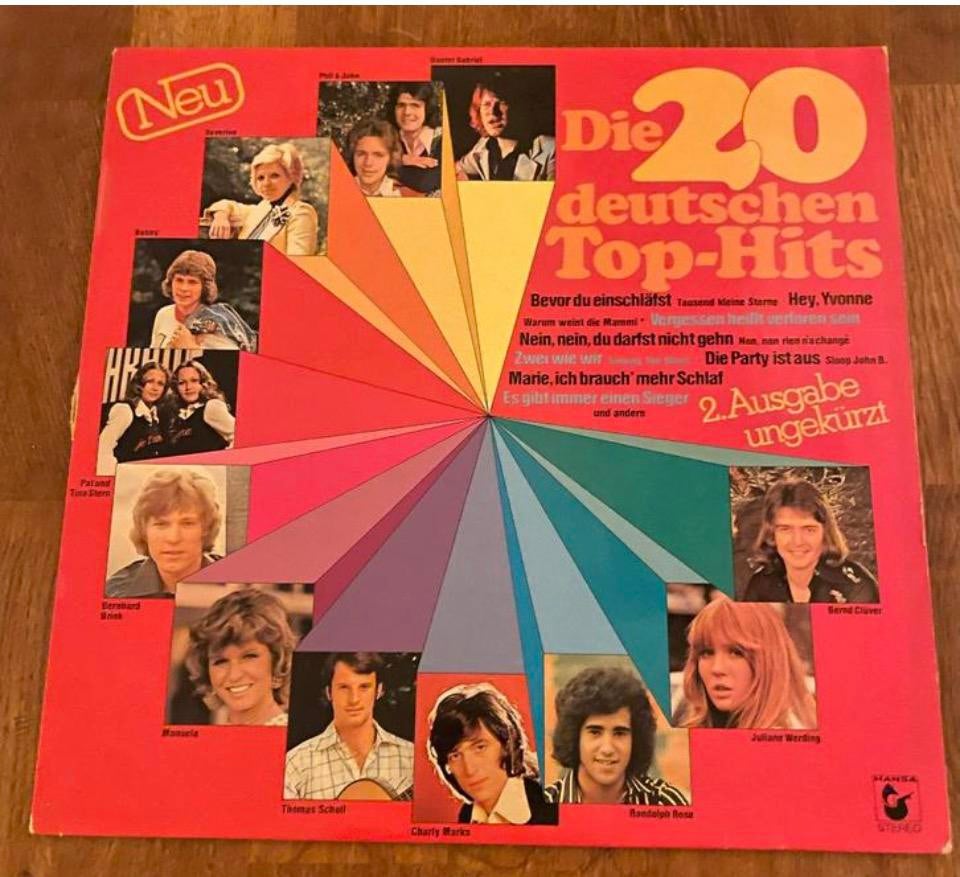 Neu
Gunter Gabriel
Phil & John
Severine
Benny
Die 20
deutschen
Top-Hits
Bevor du einschläfst Tausend kleine Sterne Hey, Yvonne
Warum weint die Mammi * Vergessen heißt verloren sein
Nein, nein, du darfst nicht gehn Non, non rien n'a changé
Zwei wie wir Die Party ist aus Sloop John B.
Marie, ich brauch' mehr Schlaf
Es gibt immer einen Sieger
und andere
2. Ausgabe
ungekürzt
Pat and
Tina Stern
Bernhard
Brink
Bernd Clüver
Manuela
Juliane Werding
Thomas Scholl
Randolph Rose
Charly Marks
HANSA
STEREO